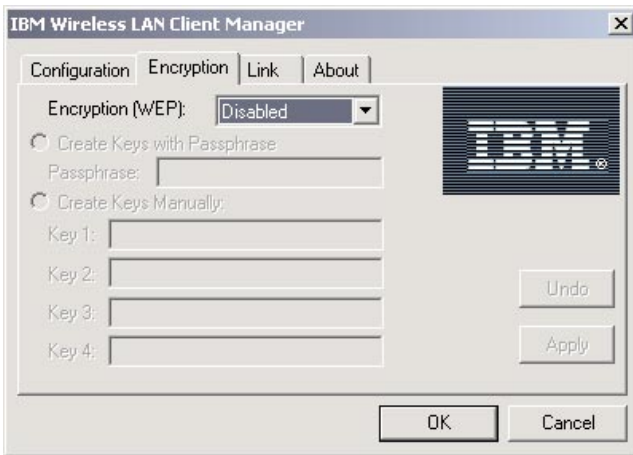 IBM Wireless LAN Client Manager
Configuration Encryption Link About
Encryption (WEP): Disabled
IBM®
Create Keys with Passphrase
Passphrase:
Create Keys Manually:
Key 1:
Key 2:
Key 3:
Key 4:
Undo
Apply
OK Cancel